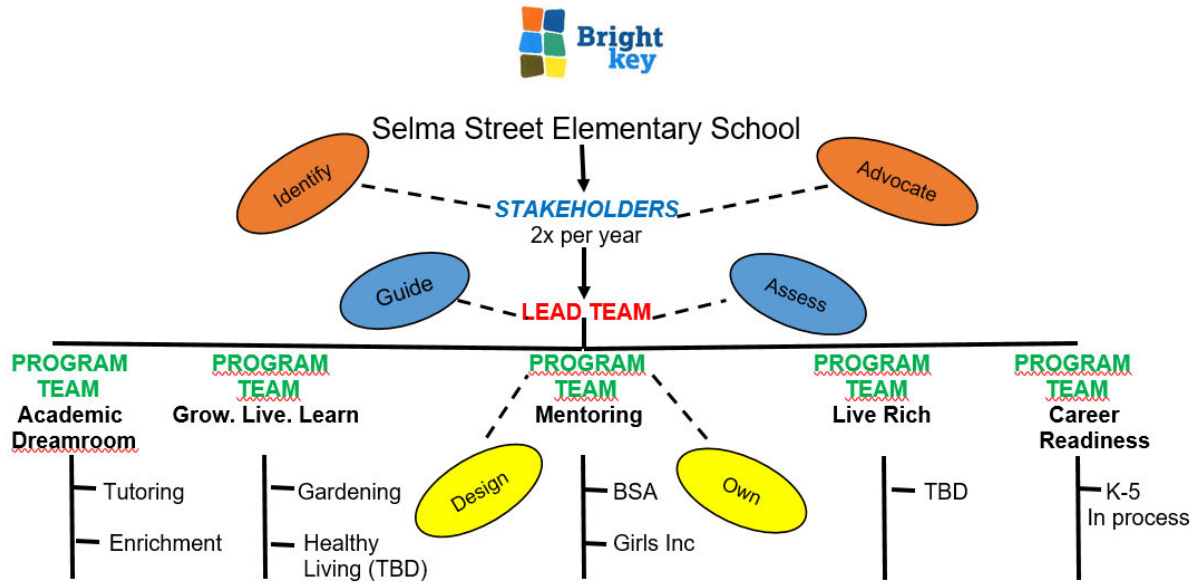 Bright
key
Selma Street Elementary School
Identify
Advocate
STAKEHOLDERS
2x per year
Guide
Assess
LEAD TEAM
PROGRAM
TEAM
Academic
Dreamroom
PROGRAM
TEAM
Grow. Live. Learn
PROGRAM
TEAM
Mentoring
PROGRAM
TEAM
Live Rich
PROGRAM
TEAM
Career
Readiness
Tutoring
Enrichment
Gardening
Healthy
Living (TBD)
Design
BSA
Girls Inc
Own
TBD
K-5
In process